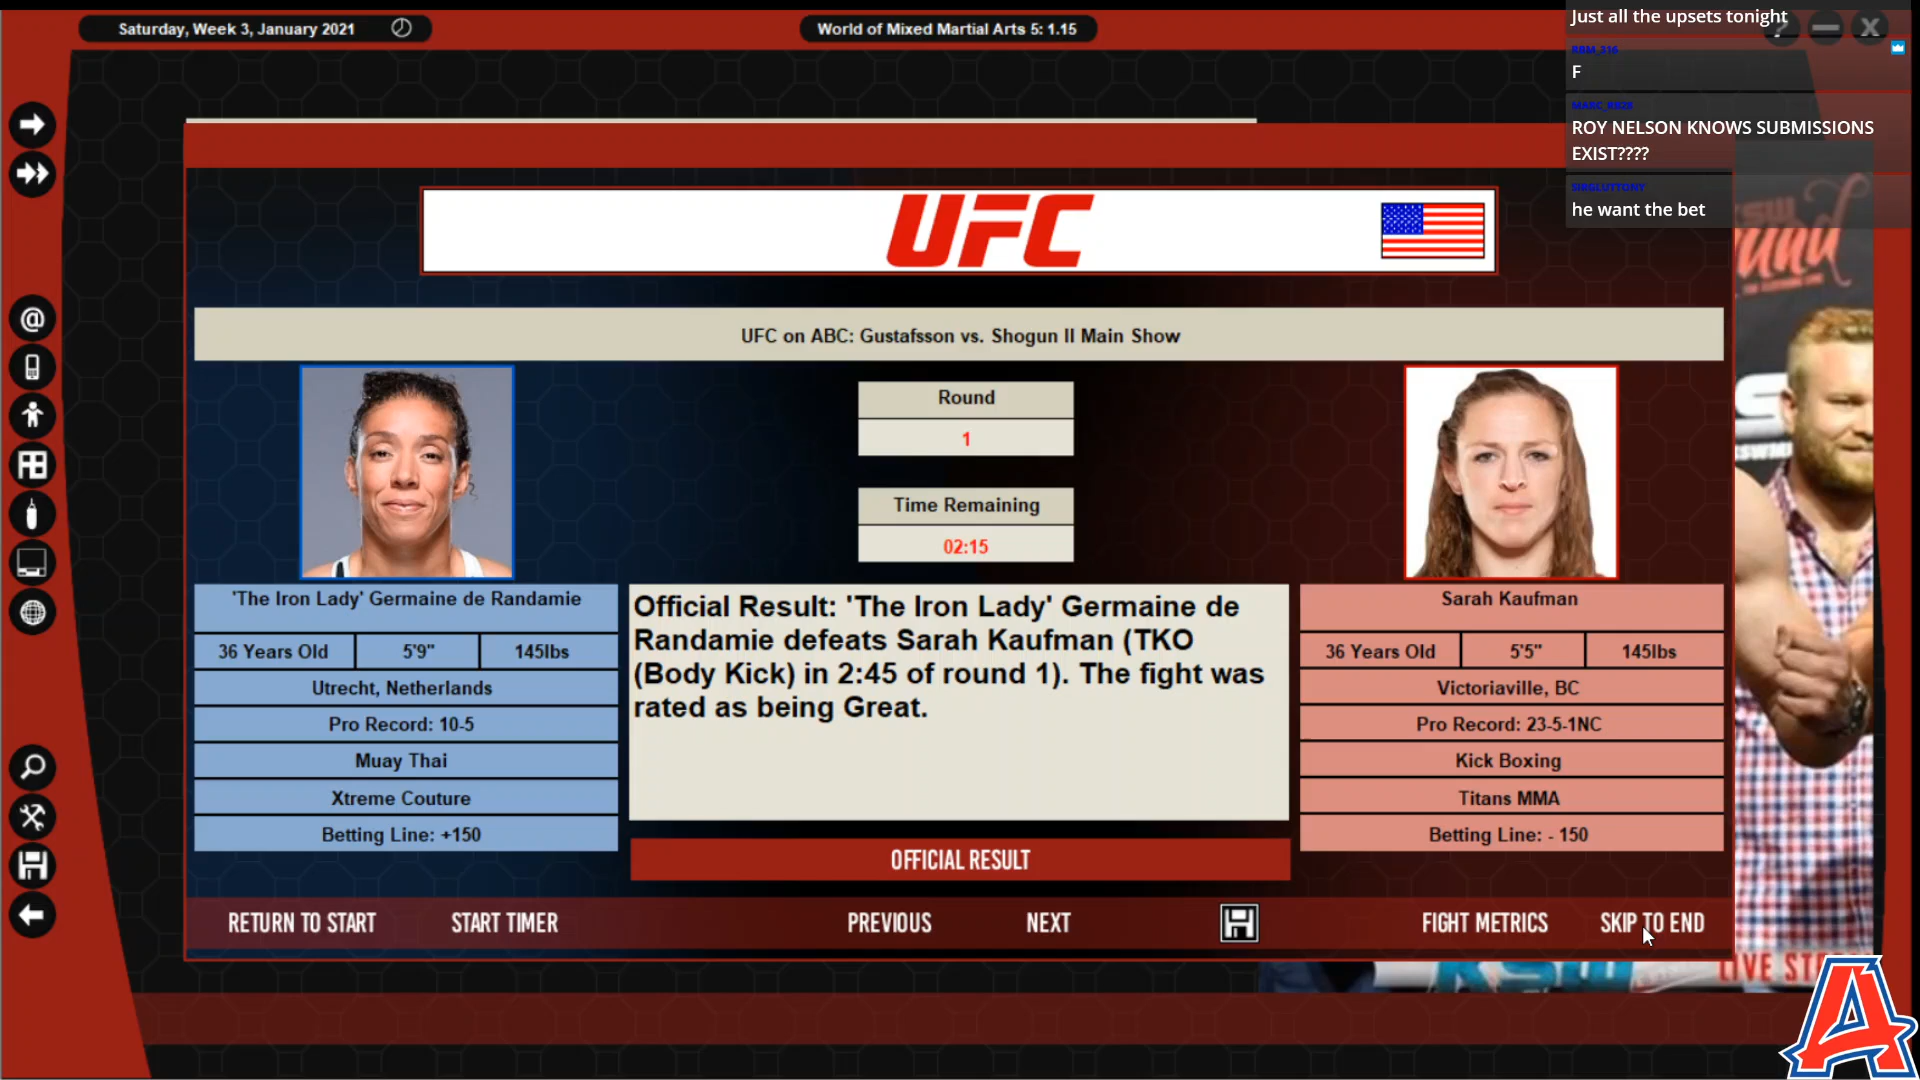 Saturday, Week 3, January 2021
World of Mixed Martial Arts 5: 1.15
Just all the upsets tonight
RBM_316
F
ROY NELSON KNOWS SUBMISSIONS
EXIST????
SIRGLUTTONY
he want the bet
UFC
UFC on ABC: Gustafsson vs. Shogun II Main Show
Round
1
Time Remaining
02:15
'The Iron Lady' Germaine de Randamie
36 Years Old
5'9"
145lbs
Utrecht, Netherlands
Pro Record: 10-5
Muay Thai
Xtreme Couture
Betting Line: +150
Official Result: 'The Iron Lady' Germaine de
Randamie defeats Sarah Kaufman (TKO
(Body Kick) in 2:45 of round 1). The fight was
rated as being Great.
OFFICIAL RESULT
Sarah Kaufman
36 Years Old
5'5"
145lbs
Victoriaville, BC
Pro Record: 23-5-1NC
Kick Boxing
Titans MMA
Betting Line: - 150
RETURN TO START
START TIMER
PREVIOUS
NEXT
FIGHT METRICS
SKIP TO END
A